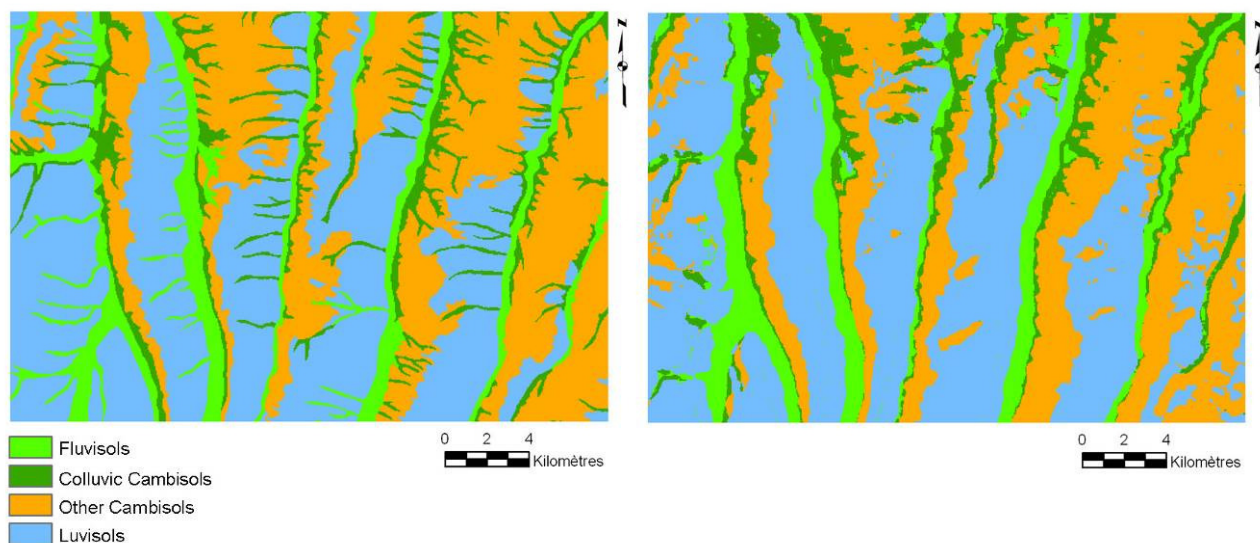 z
z
Fluvisols
Colluvic Cambisols
Other Cambisols
Luvisols
0 2 4
Kilomètres
0 2 4
Kilomètres